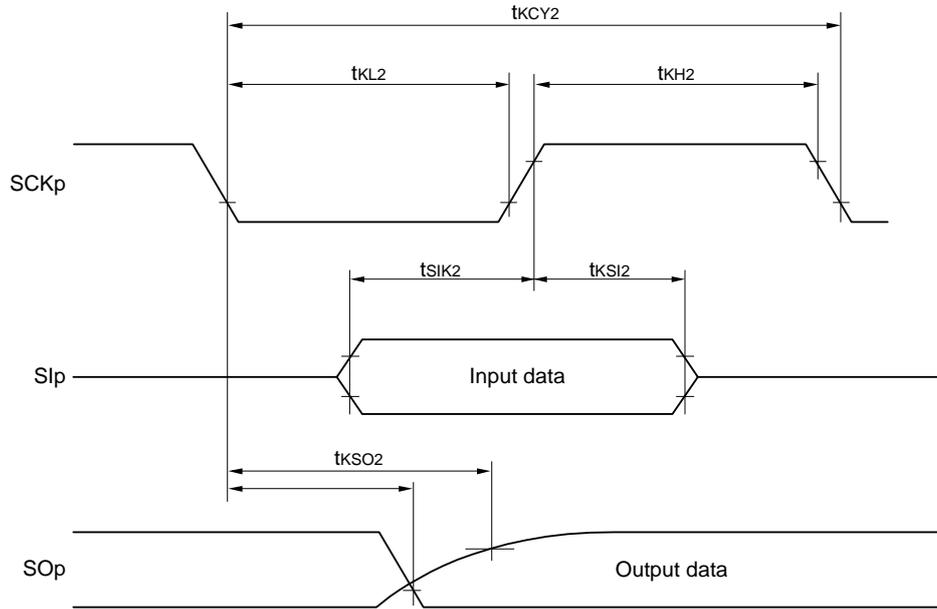 tKCY2
tKL2
tKH2
SCKp
tSIK2
tKSI2
SIp
Input data
tKSO2
SOp
Output data